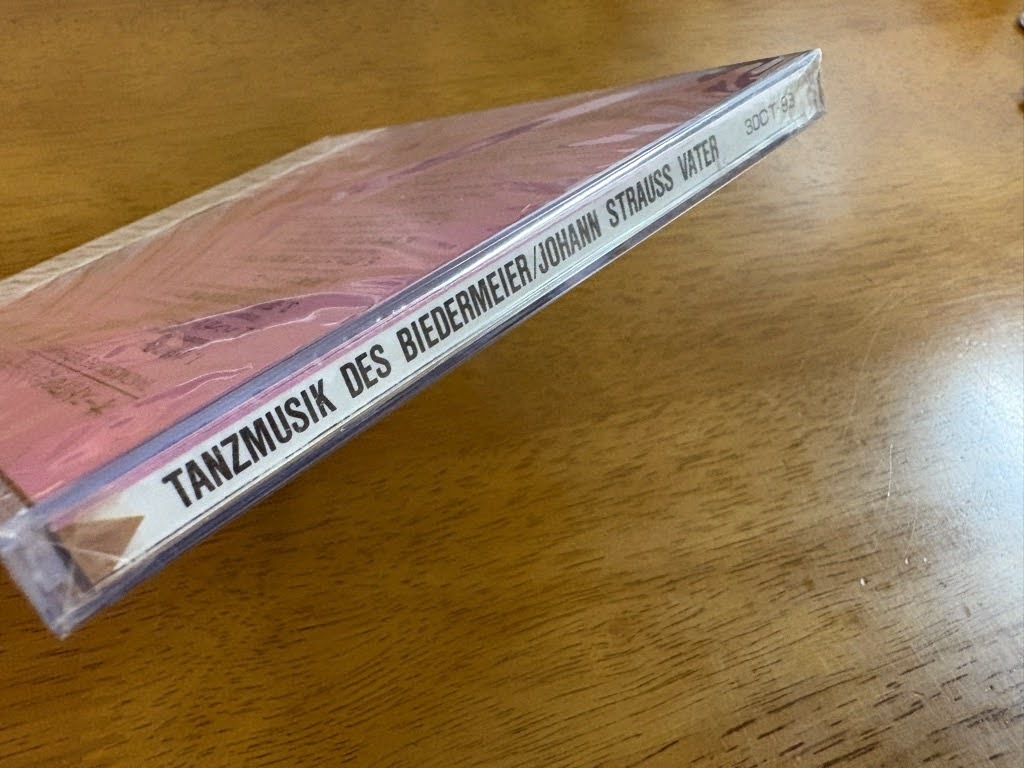 TANZMUSIK DES BIEDERMEIER/JOHANN STRAUSS VATER 30CT-93